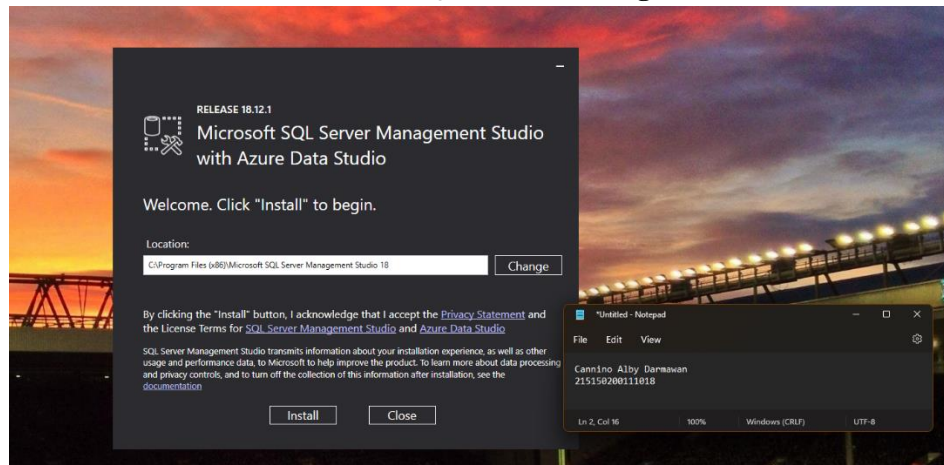 RELEASE 18.12.1
Microsoft SQL Server Management Studio
with Azure Data Studio
Welcome. Click "Install" to begin.
Location:
C:\Program Files (x86)\Microsoft SQL Server Management Studio 18
Change
By clicking the "Install" button, I acknowledge that I accept the Privacy Statement and
the License Terms for SQL Server Management Studio and Azure Data Studio
SQL Server Management Studio transmits information about your installation experience, as well as other
usage and performance data, to Microsoft to help improve the product. To learn more about data processing
and privacy controls, and to turn off the collection of this information after installation, see the
documentation
Install Close
*Untitled - Notepad
File Edit View
Cannino Alby Darmawan
215150200111018
Ln 2, Col 16 100% Windows (CRLF) UTF-8